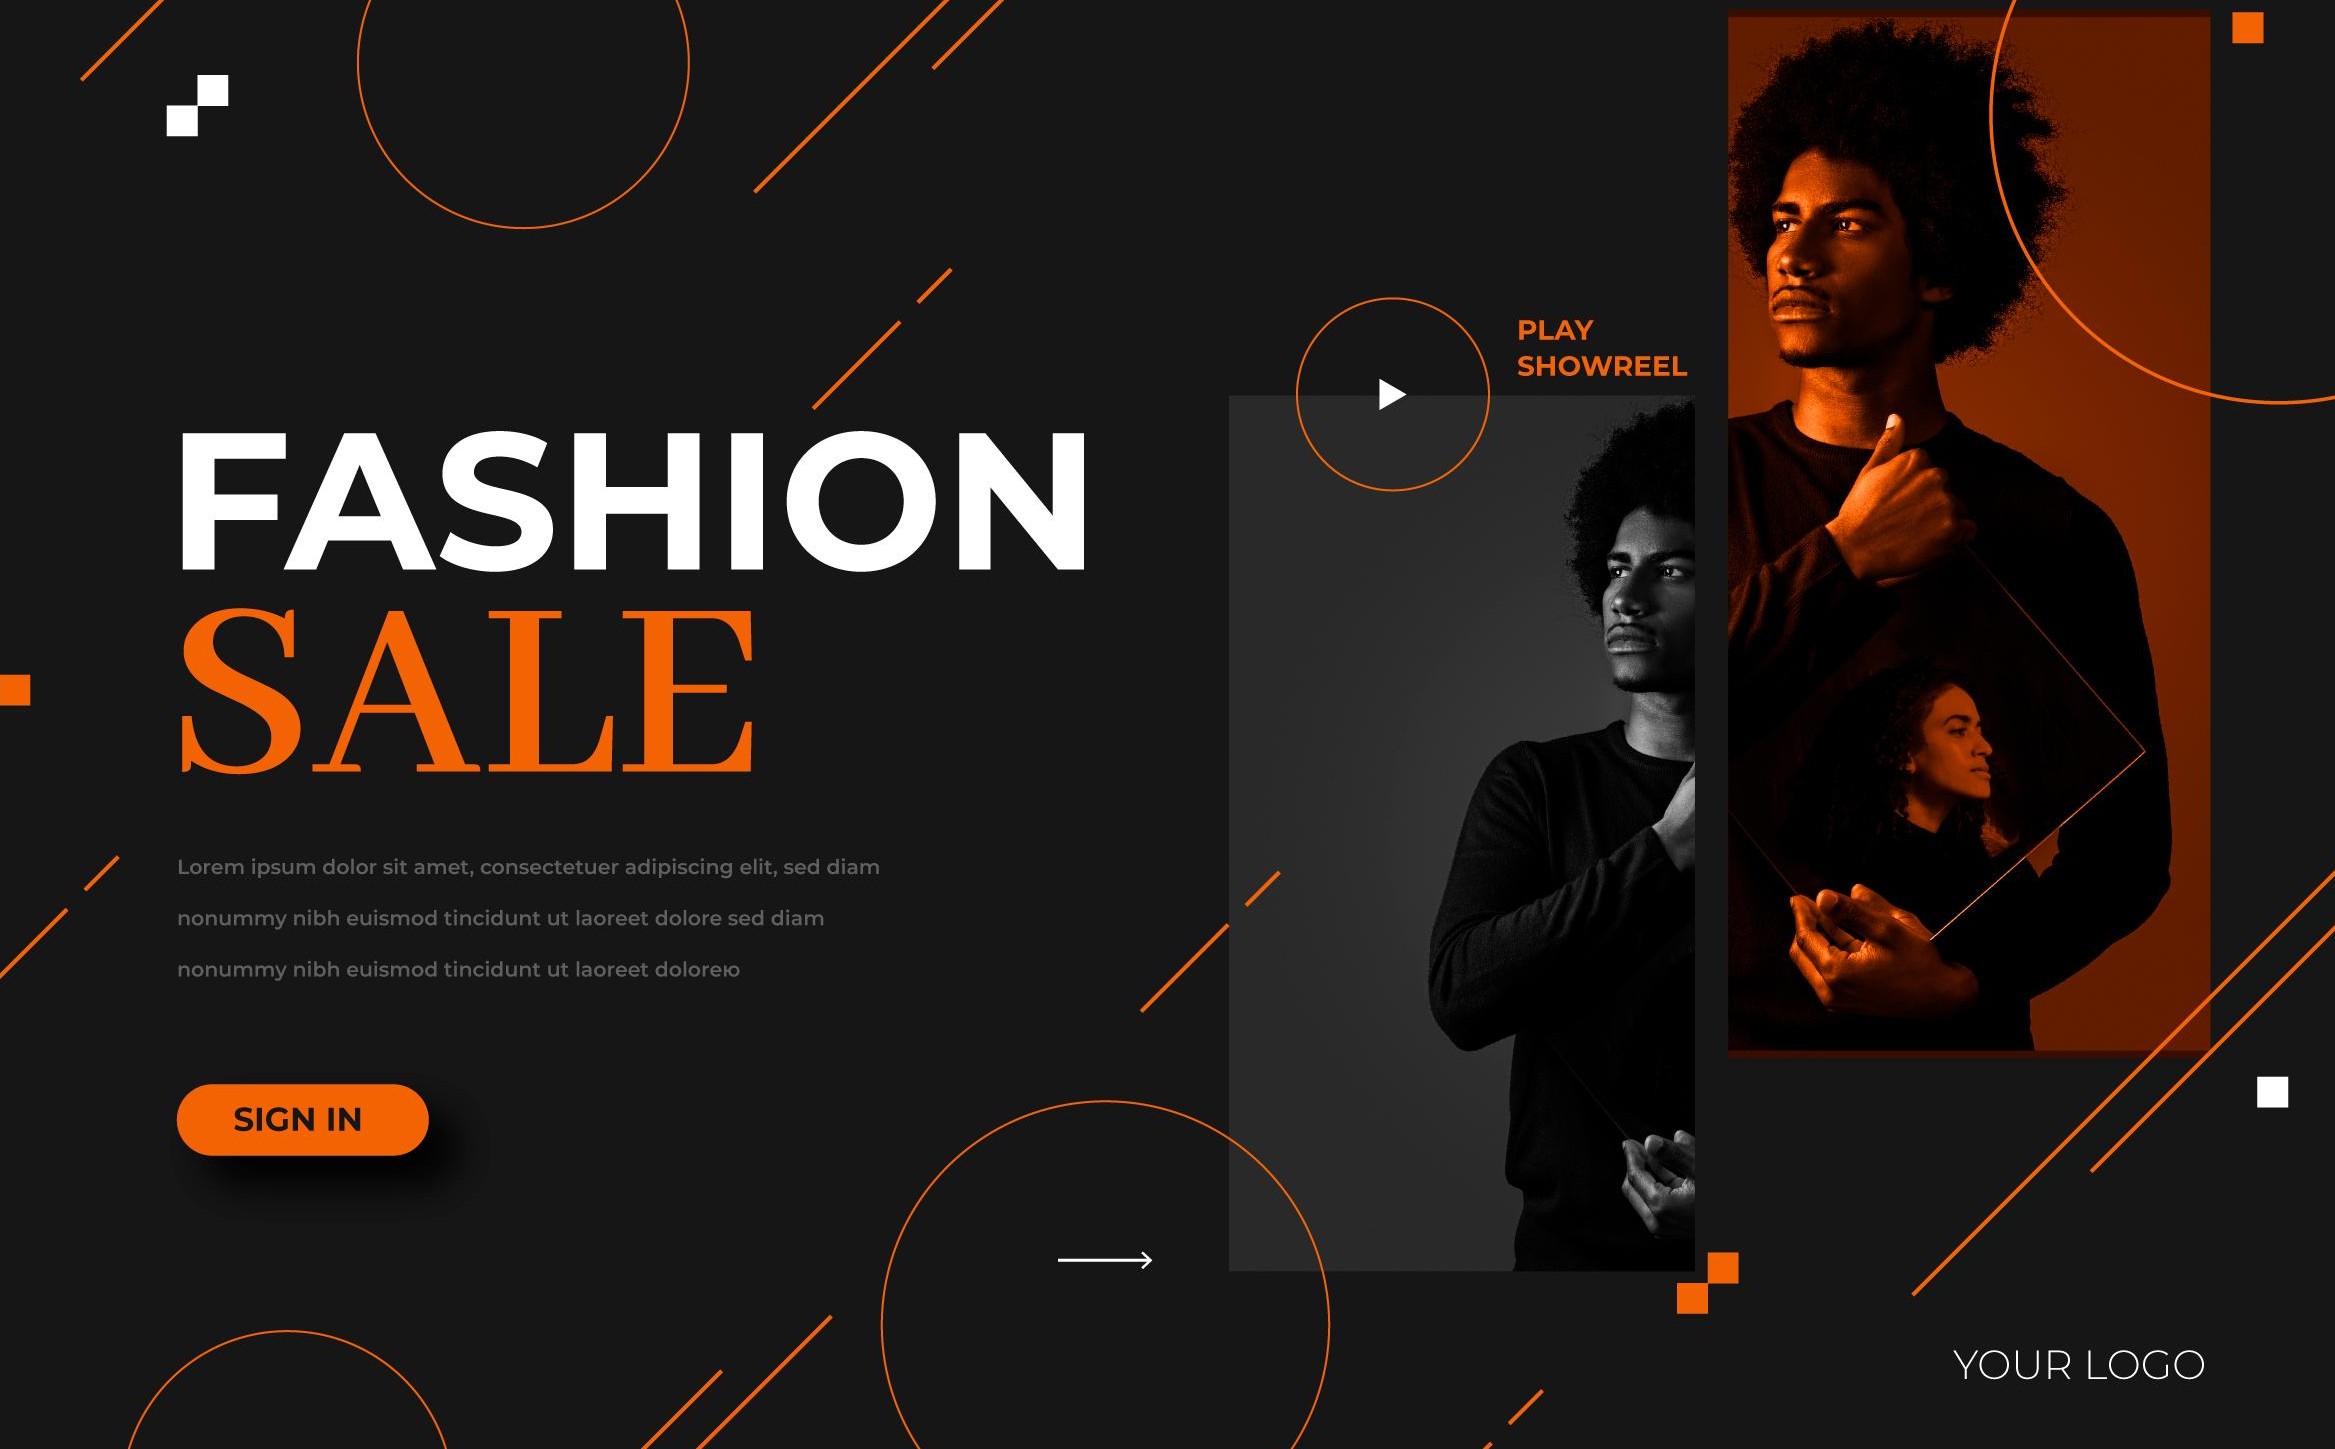 PLAY
SHOWREEL
FASHION
SALE
Lorem ipsum dolor sit amet, consectetuer adipiscing elit, sed diam
nonummy nibh euismod tincidunt ut laoreet dolore sed diam
nonummy nibh euismod tincidunt ut laoreet doloreю
SIGN IN
YOUR LOGO